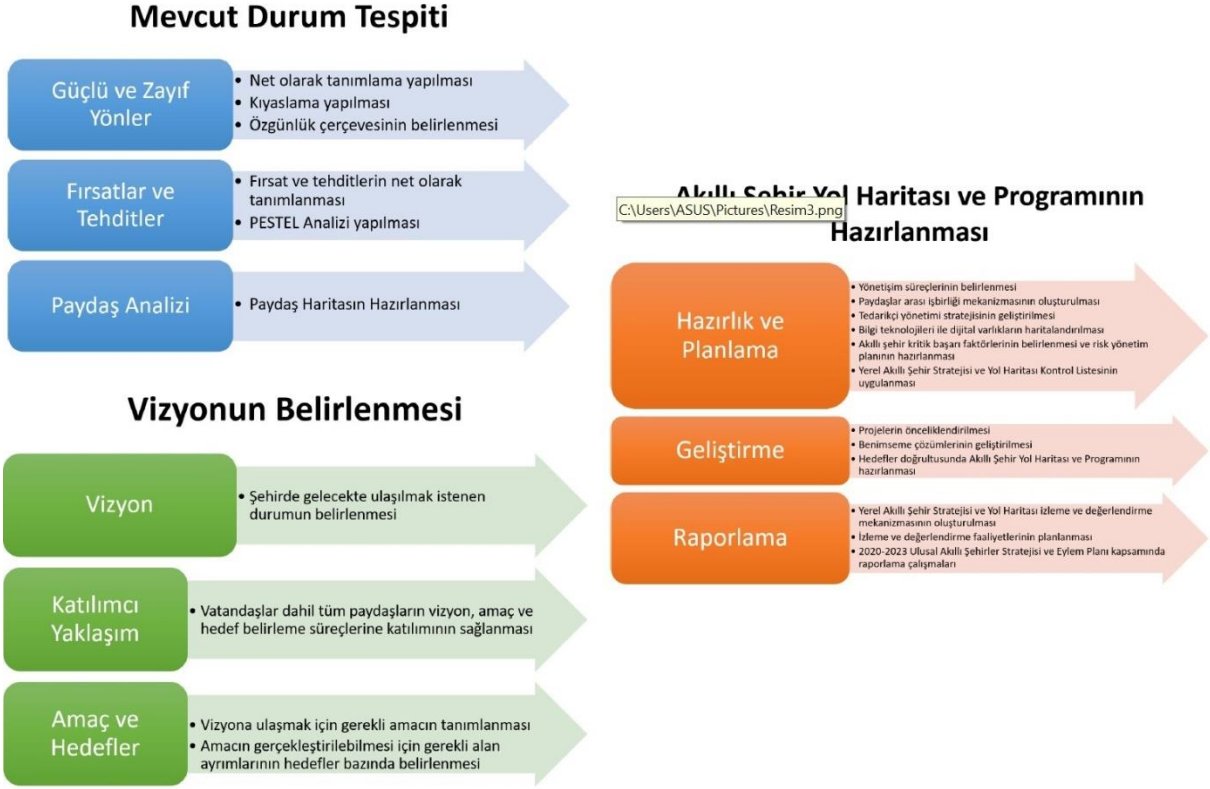 Mevcut Durum Tespiti
Güçlü ve Zayıf
Yönler
• Net olarak tanımlama yapılması
• Kıyaslama yapılması
• Özgünlük çerçevesinin belirlenmesi
Fırsatlar ve
Tehditler
• Fırsat ve tehditlerin net olarak
tanımlanması
• PESTEL Analizi yapılması
Paydaş Analizi
• Paydaş Haritasın Hazırlanması
Vizyonun Belirlenmesi
Vizyon
• Şehirde gelecekte ulaşılmak istenen
durumun belirlenmesi
Katılımcı
Yaklaşım
• Vatandaşlar dahil tüm paydaşların vizyon, amaç ve
hedef belirleme süreçlerine katılımının sağlanması
Amaç ve
Hedefler
• Vizyona ulaşmak için gerekli amacın tanımlanması
• Amacın gerçekleştirilebilmesi için gerekli alan
ayrımlarının hedefler bazında belirlenmesi
Akıllı Şehir Yol Haritası ve Programının
C:\Users\ASUS\Pictures\Resim3.png
Hazırlanması
Hazırlık ve
Planlama
• Yönetişim süreçlerinin belirlenmesi
• Paydaşlar arası işbirliği mekanizmasının oluşturulması
• Tedarikçi yönetimi stratejisinin geliştirilmesi
• Bilgi teknolojileri ile dijital varlıkların haritalandırılması
• Akıllı şehir kritik başarı faktörlerinin belirlenmesi ve risk yönetim
planının hazırlanması
• Yerel Akıllı Şehir Stratejisi ve Yol Haritası Kontrol Listesinin
uygulanması
Geliştirme
• Projelerin önceliklendirilmesi
• Benimseme çözümlerinin geliştirilmesi
• Hedefler doğrultusunda Akıllı Şehir Yol Haritası ve Programının
hazırlanması
Raporlama
• Yerel Akıllı Şehir Stratejisi ve Yol Haritası izleme ve değerlendirme
mekanizmasının oluşturulması
• İzleme ve değerlendirme faaliyetlerinin planlanması
• 2020-2023 Ulusal Akıllı Şehirler Stratejisi ve Eylem Planı kapsamında
raporlama çalışmaları